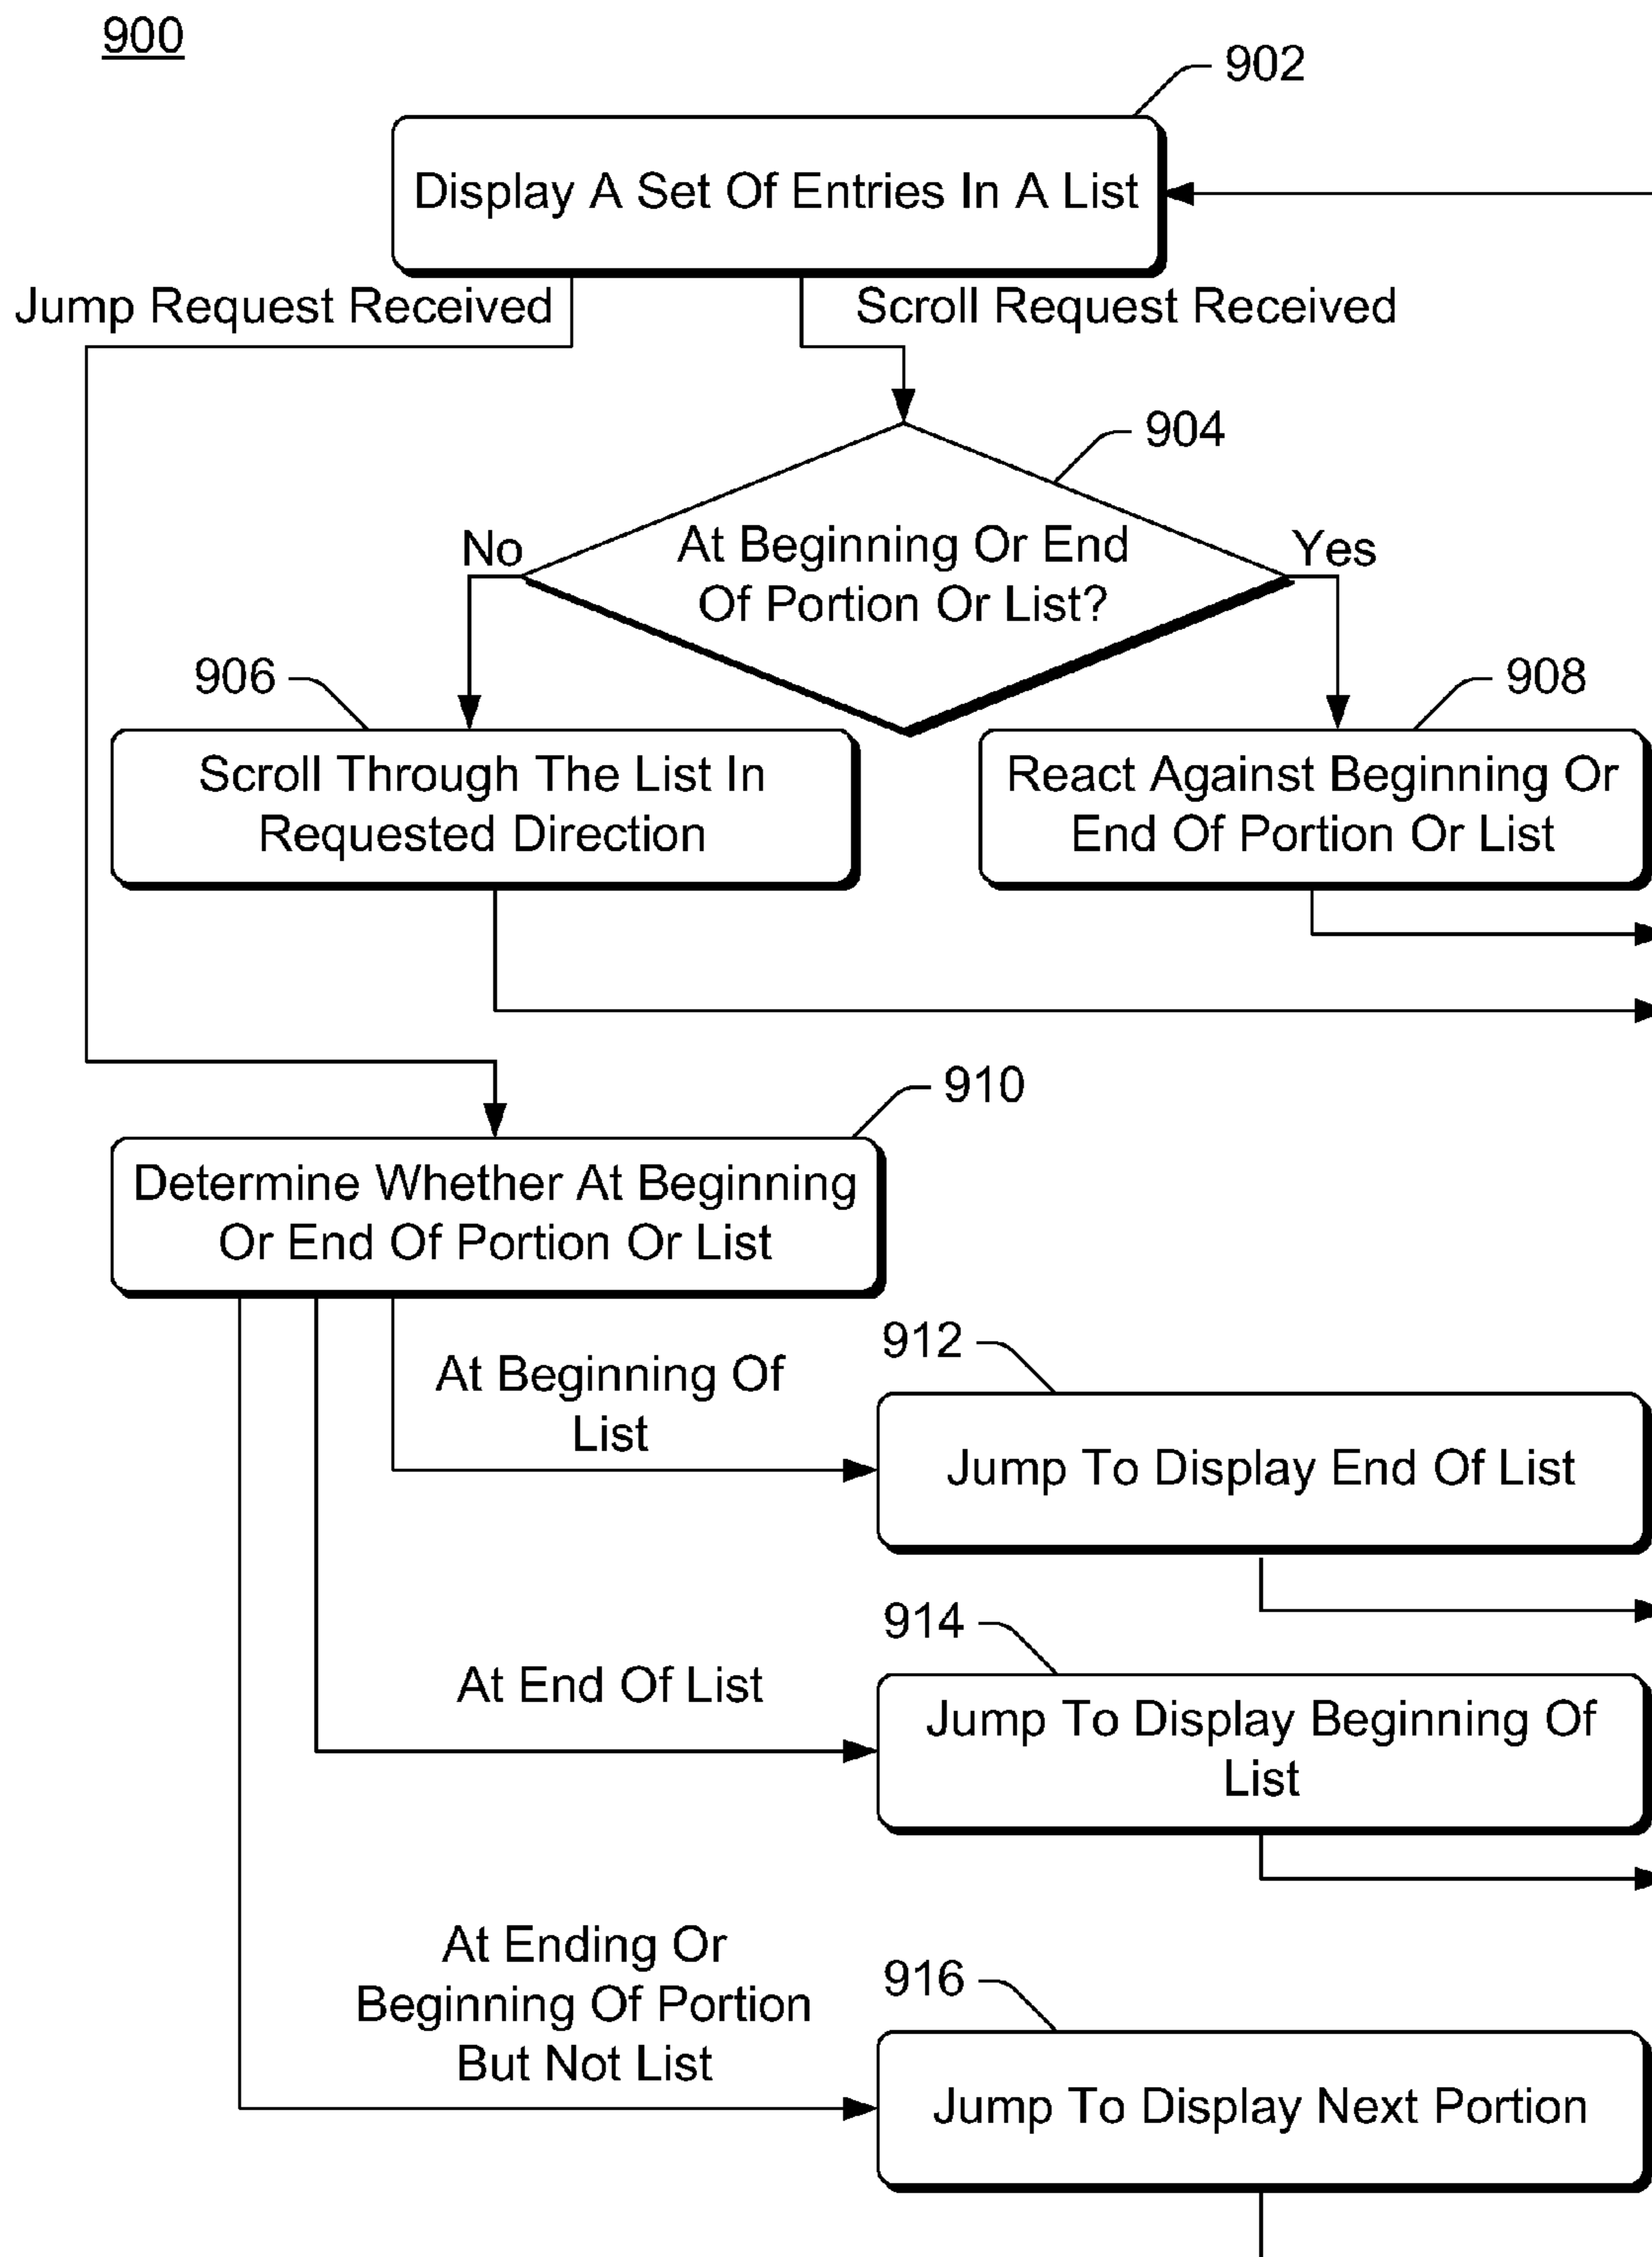 900
902
Display A Set Of Entries In A List
Jump Request Received
Scroll Request Received
904
At Beginning Or End
Of Portion Or List?
No
Yes
906
908
Scroll Through The List In
Requested Direction
React Against Beginning Or
End Of Portion Or List
910
Determine Whether At Beginning
Or End Of Portion Or List
912
At Beginning Of
List
Jump To Display End Of List
914
At End Of List
Jump To Display Beginning Of
List
At Ending Or
Beginning Of Portion
But Not List
916
Jump To Display Next Portion